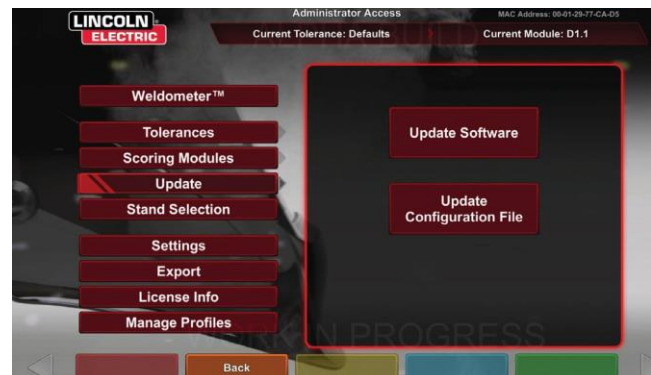 LINCOLN
ELECTRIC
Administrator Access
MAC Address: 00-01-29-77-CA-D5
Current Tolerance: Defaults
Current Module: D1.1
Weldometer™
Tolerances
Scoring Modules
Update
Stand Selection
Settings
Export
License Info
Manage Profiles
Update Software
Update
Configuration File
WORK IN PROGRESS
Back